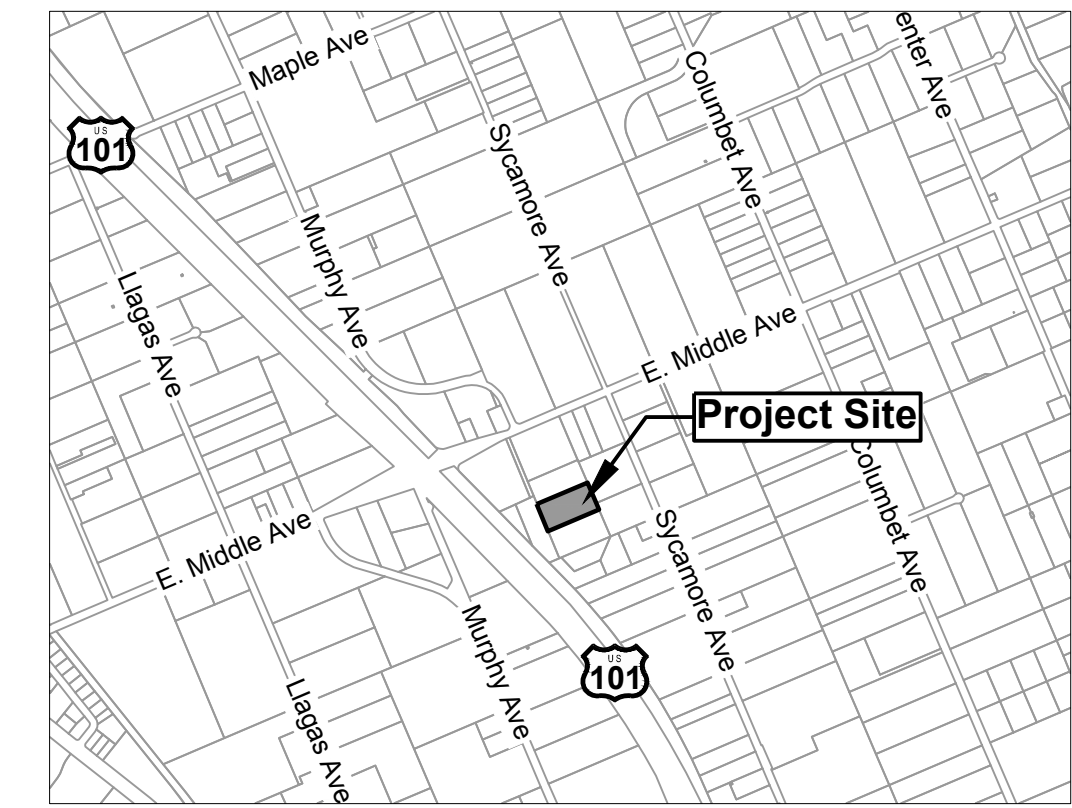 Maple Ave
enter Ave
Columbet Ave
US
101
Sycamore Ave
Murphy Ave
Llagas Ave
E. Middle Ave
Project Site
Columbet Ave
E. Middle Ave
Sycamore Ave
Murphy Ave
US
101
Llagas Ave